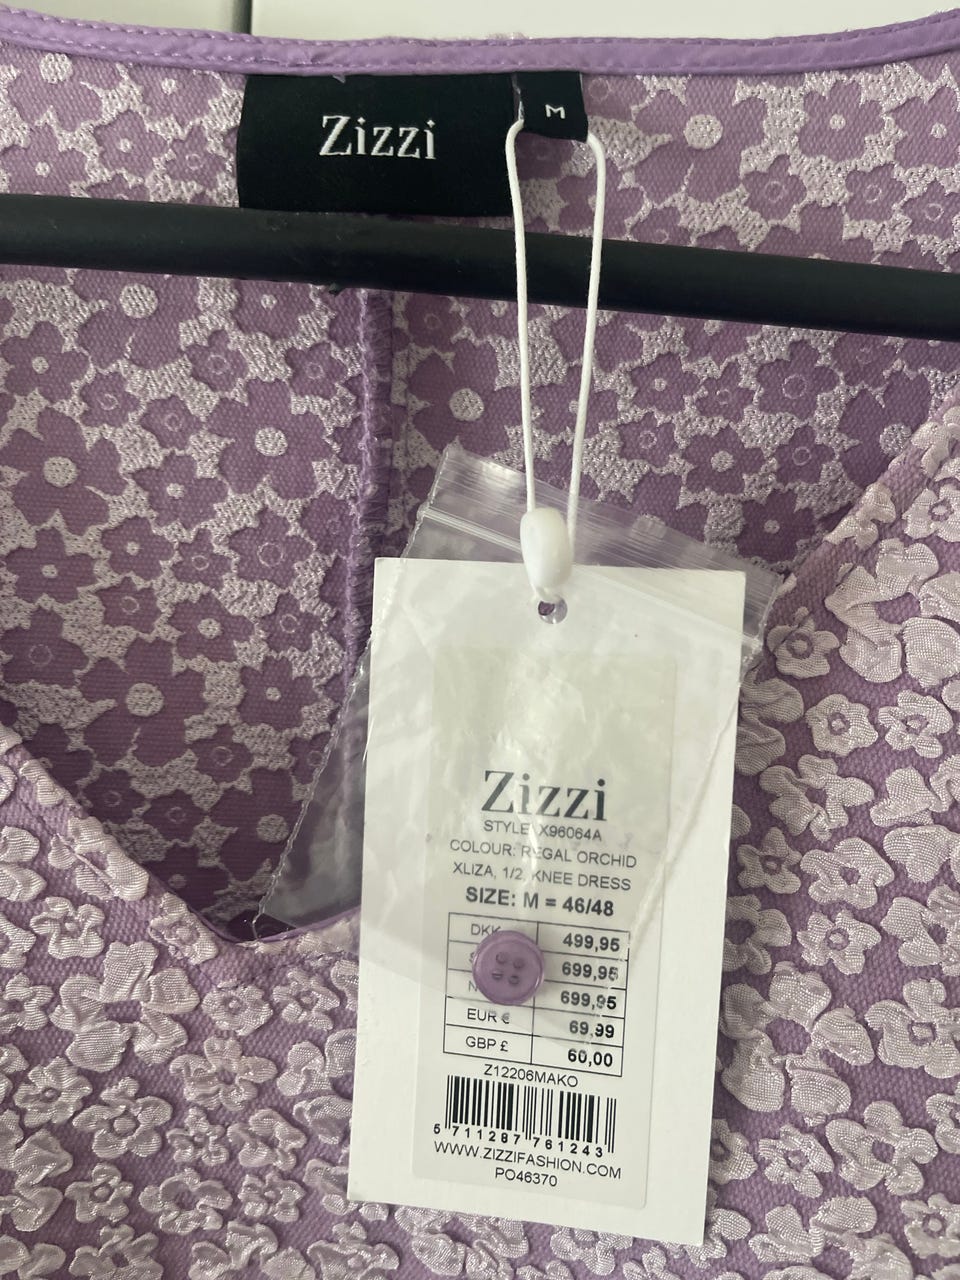 Zizzi
M
Zizzi
STYLE: X96064A
COLOUR: REGAL ORCHID
XLIZA, 1/2, KNEE DRESS
SIZE: M = 46/48
DKK 499,95
699,95
699,95
EUR € 69,99
GBP £ 60,00
Z12206MAKO
5 711287 761243
WWW.ZIZZIFASHION.COM
PO46370